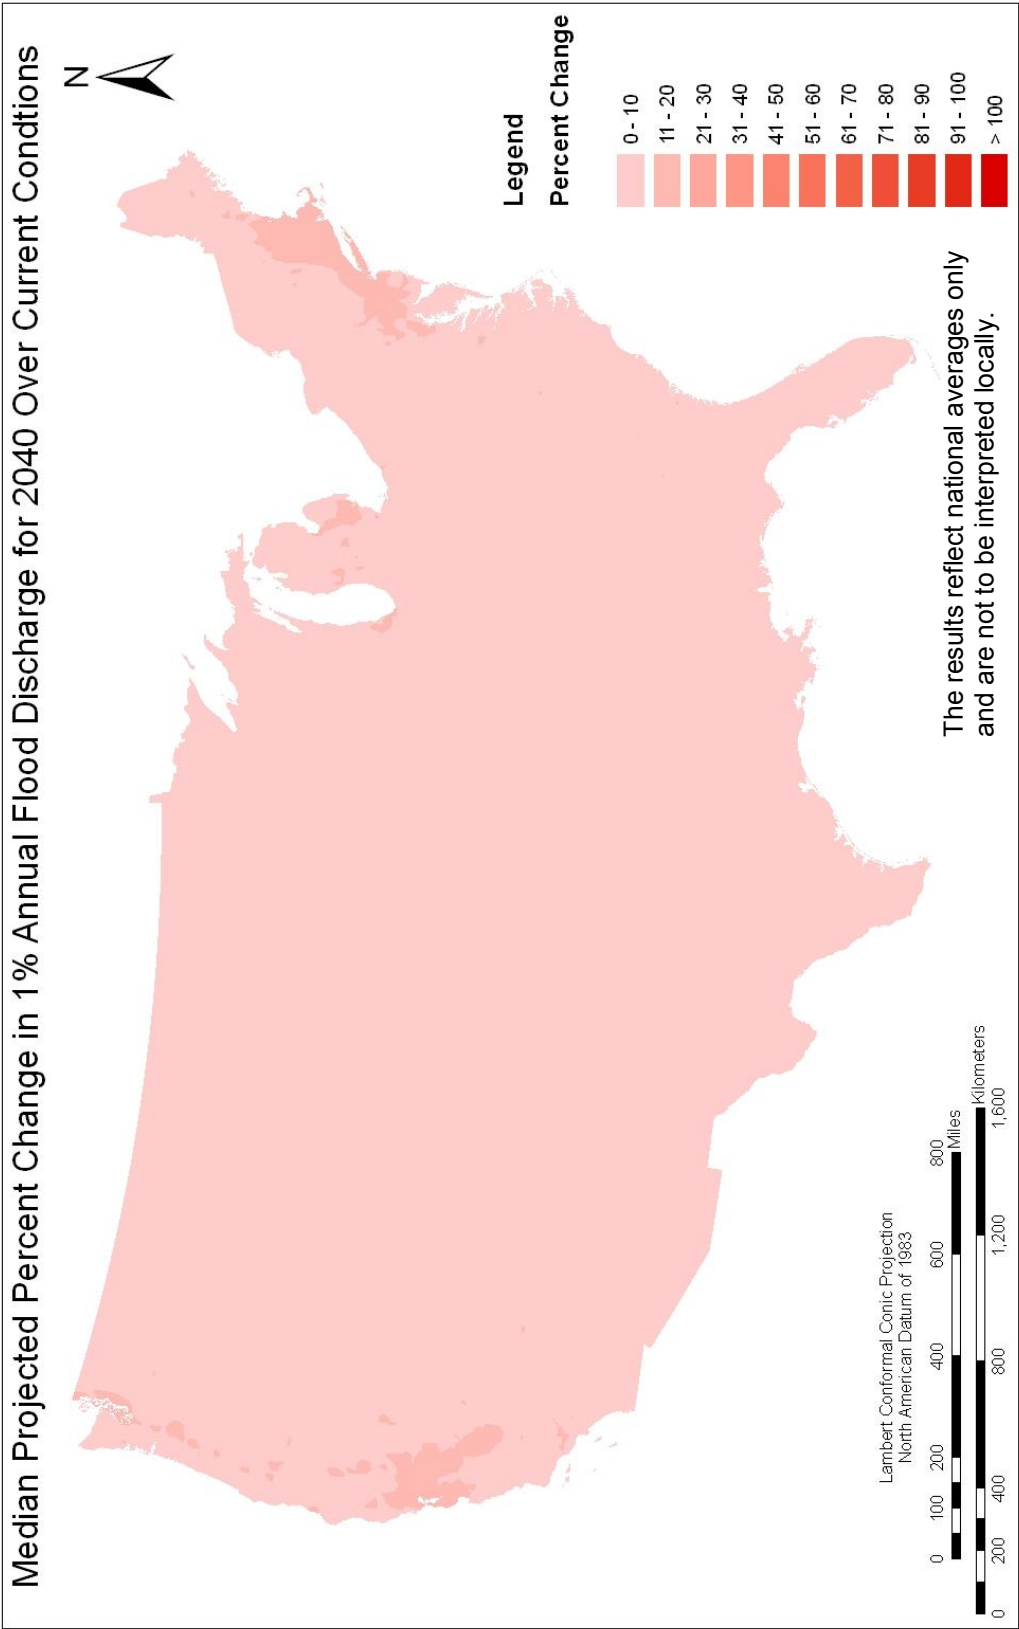 Median Projected Percent Change in 1% Annual Flood Discharge for 2040 Over Current Condtions
N
Legend
Percent Change
0 - 10
11 - 20
21 - 30
31 - 40
41 - 50
51 - 60
61 - 70
71 - 80
81 - 90
91 - 100
> 100
The results reflect national averages only
and are not to be interpreted locally.
Lambert Conformal Conic Projection
North American Datum of 1983
0 100 200 400 600 800
Miles
Kilometers
0 200 400 800 1,200 1,600